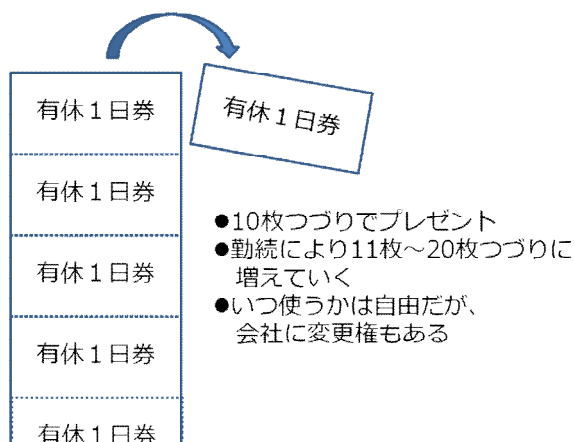 有休１日券
有休１日券
有休１日券
有休１日券
有休１日券
有休１日券
●10枚つづりでプレゼント
●勤続により11枚～20枚つづりに
増えていく
●いつ使うかは自由だが、
会社に変更権もある